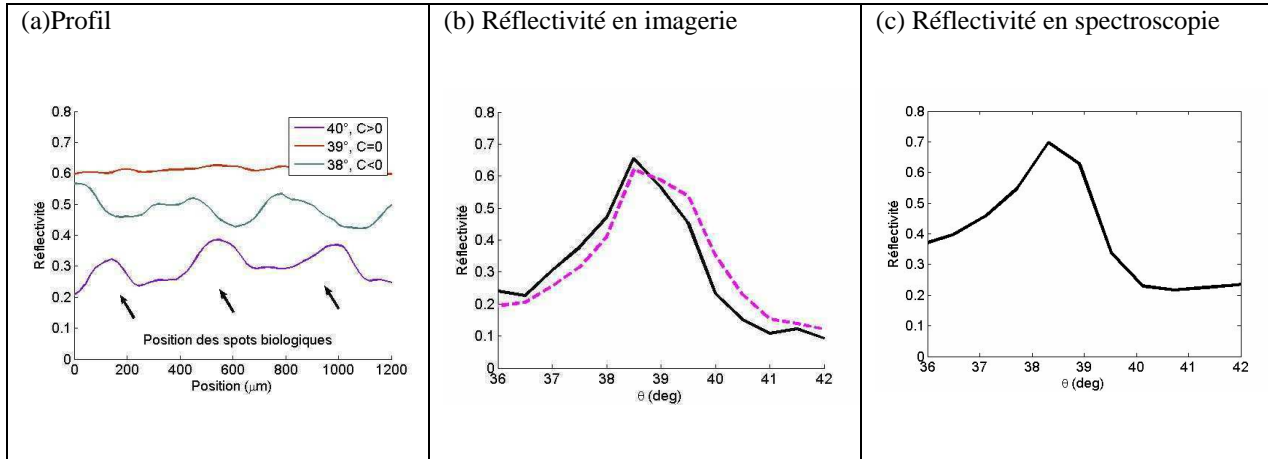 (a)Profil
0.8
0.7
0.6
0.5
0.4
0.3
0.2
0.1
0
Réflectivité
40°, C>0
39°, C=0
38°, C<0
Position des spots biologiques
0 200 400 600 800 1000 1200
Position (μm)
(b) Réflectivité en imagerie
0.8
0.7
0.6
0.5
0.4
0.3
0.2
0.1
0
Réflectivité
36 37 38 39 40 41 42
θ (deg)
(c) Réflectivité en spectroscopie
0.8
0.7
0.6
0.5
0.4
0.3
0.2
0.1
0
Réflectivité
36 37 38 39 40 41 42
θ (deg)